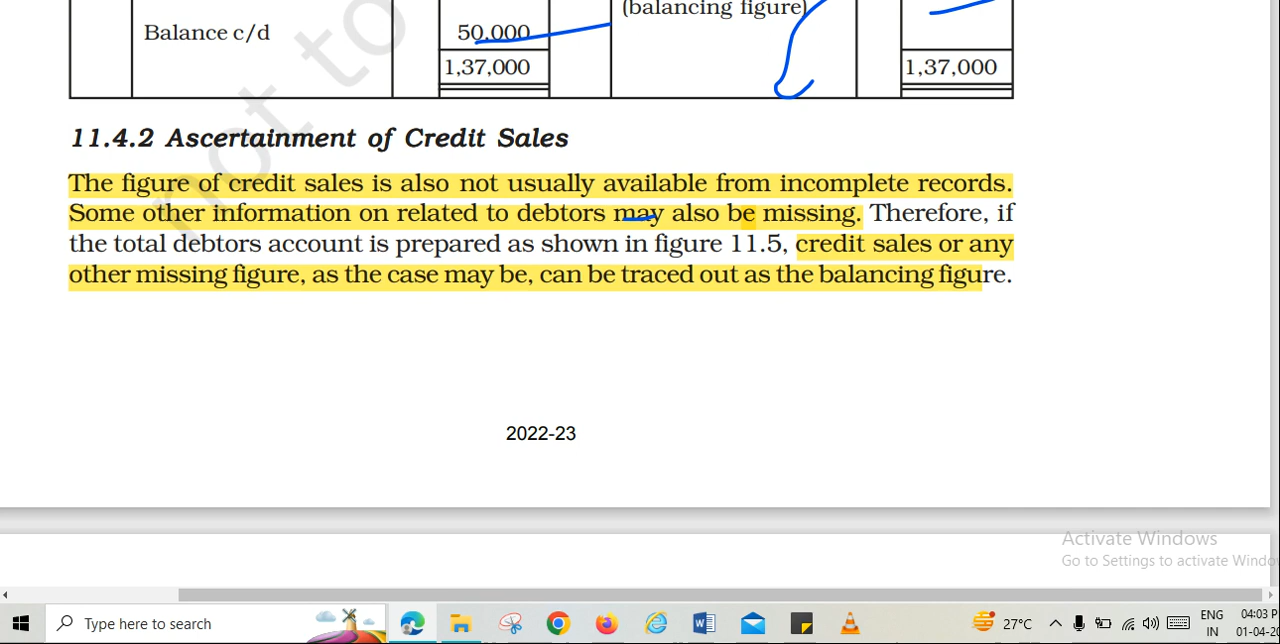 (balancing figure)
Balance c/d 50,000
1,37,000 1,37,000
not to
11.4.2 Ascertainment of Credit Sales
The figure of credit sales is also not usually available from incomplete records.
Some other information on related to debtors may also be missing. Therefore, if
the total debtors account is prepared as shown in figure 11.5, credit sales or any
other missing figure, as the case may be, can be traced out as the balancing figure.
2022-23
Activate Windows
Go to Settings to activate Windo
Type here to search
27°C
ENG
IN
04:03 P
01-04-20